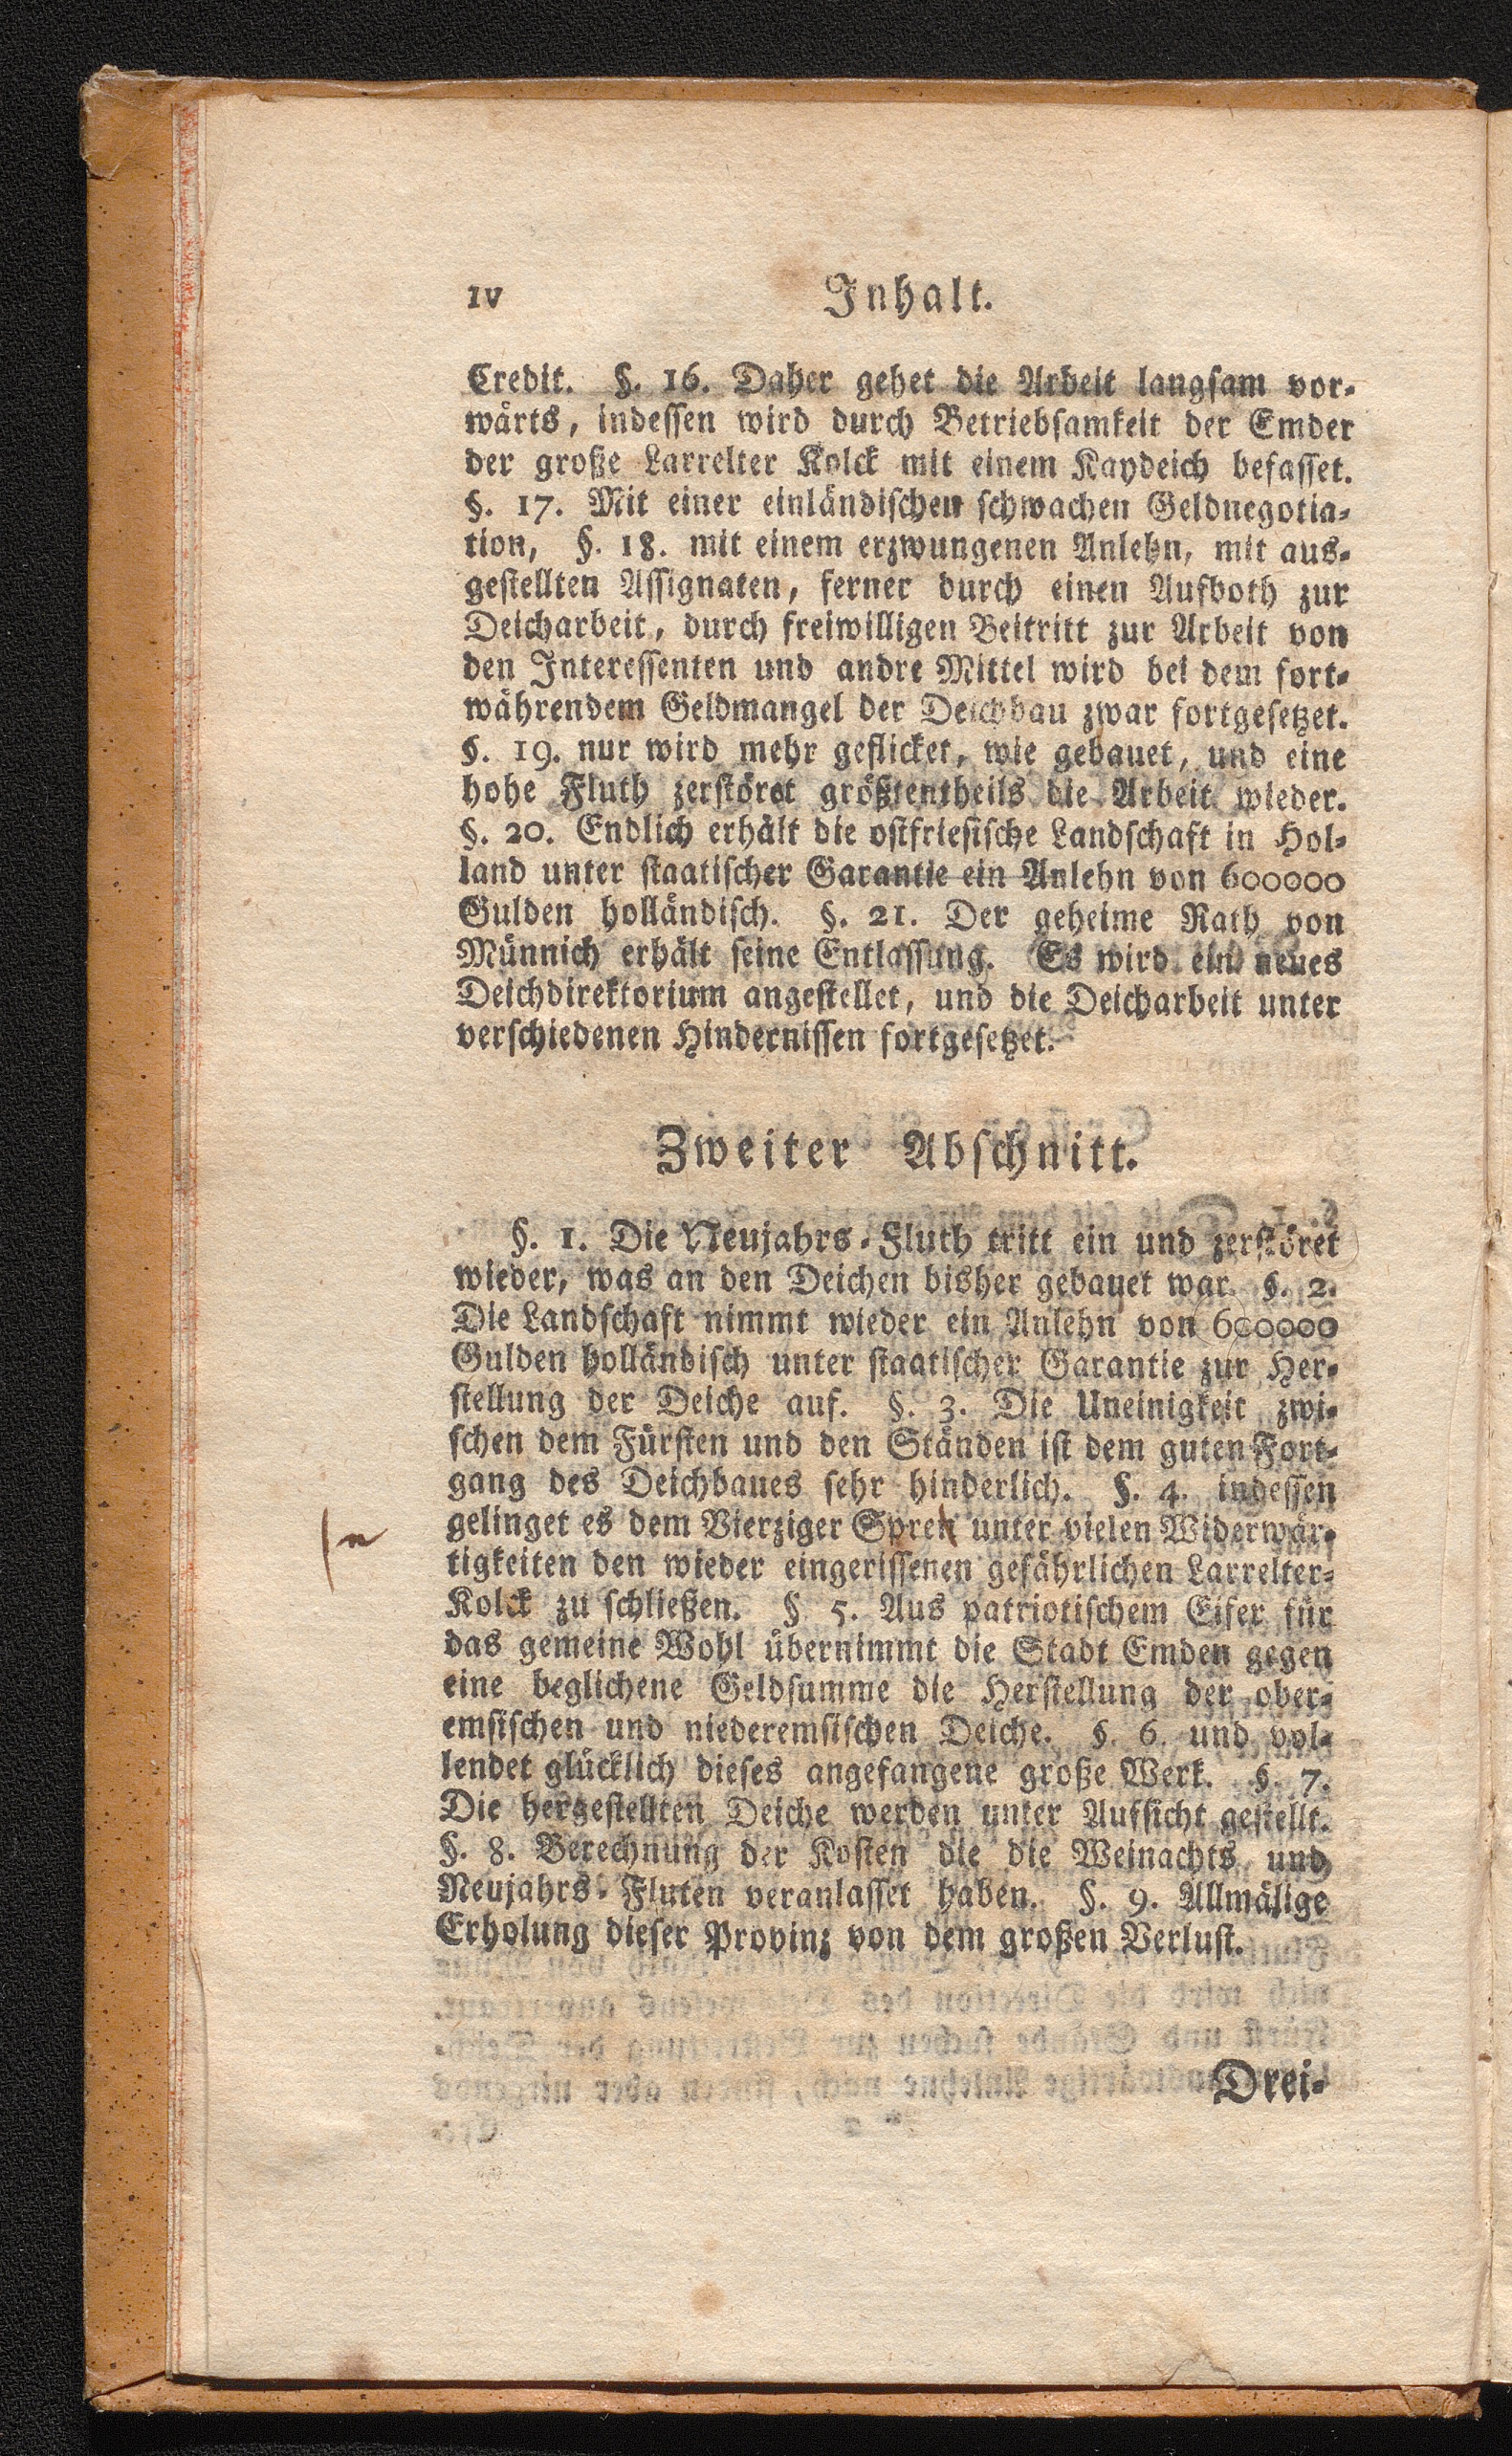 IV Inhalt.
Credit. §. 16. Daher gehet die Arbeit langsam vor-
wärts, indessen wird durch Betriebsamkeit der Emder
der große Larrelter Kolck mit einem Kaydeich befasset.
§. 17. Mit einer einländischen schwachen Geldnegotia-
tion, §. 18. mit einem erzwungenen Anlehn, mit aus-
gestellten Assignaten, ferner durch einen Aufboth zur
Deicharbeit, durch freiwilligen Beitritt zur Arbeit von
den Interessenten und andre Mittel wird bei dem fort-
währendem Geldmangel der Deichbau zwar fortgesetzet.
§. 19. nur wird mehr geflicket, wie gebauet, und eine
hohe Fluth zerstöret größtentheils die Arbeit wieder.
§. 20. Endlich erhält die ostfriesische Landschaft in Hol-
land unter staatischer Garantie ein Anlehn von 600000
Gulden holländisch. §. 21. Der geheime Rath von
Münnich erhält seine Entlassung. Es wird ein neues
Deichdirektorium angestellet, und die Deicharbeit unter
verschiedenen Hindernissen fortgesetzet.
Zweiter Abschnitt.
§. 1. Die Neujahrs-Fluth tritt ein und zerstöret
wieder, was an den Deichen bisher gebauet war. §. 2.
Die Landschaft nimmt wieder ein Anlehn von 600000
Gulden holländisch unter staatischer Garantie zur Her-
stellung der Deiche auf. §. 3. Die Uneinigkeit zwi-
schen dem Fürsten und den Ständen ist dem guten Fort-
gang des Deichbaues sehr hinderlich. §. 4. indessen
gelinget es dem Vierziger Spree unter vielen Widerwär-
tigkeiten den wieder eingerissenen gefährlichen Larrelter-
Kolck zu schließen. § 5. Aus patriotischem Eifer für
das gemeine Wohl übernimmt die Stadt Emden gegen
eine beglichene Geldsumme die Herstellung der ober-
emsischen und niederemsischen Deiche. §. 6. und vol-
lendet glücklich dieses angefangene große Werk. §. 7.
Die hergestellten Deiche werden unter Aufsicht gestellt.
§. 8. Berechnung der Kosten die die Weinachts und
Neujahrs-Fluten veranlasset haben. §. 9. Allmälige
Erholung dieser Provinz von dem großen Verlust.
Drei-